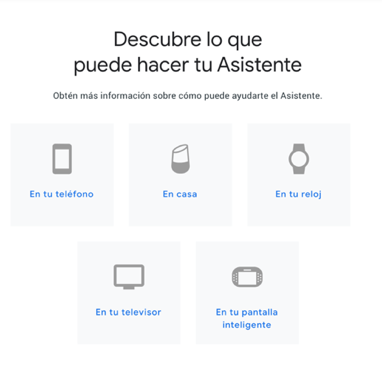 Descubre lo que
puede hacer tu Asistente
Obtén más información sobre cómo puede ayudarte el Asistente.
En tu teléfono
En casa
En tu reloj
En tu televisor
En tu pantalla
inteligente